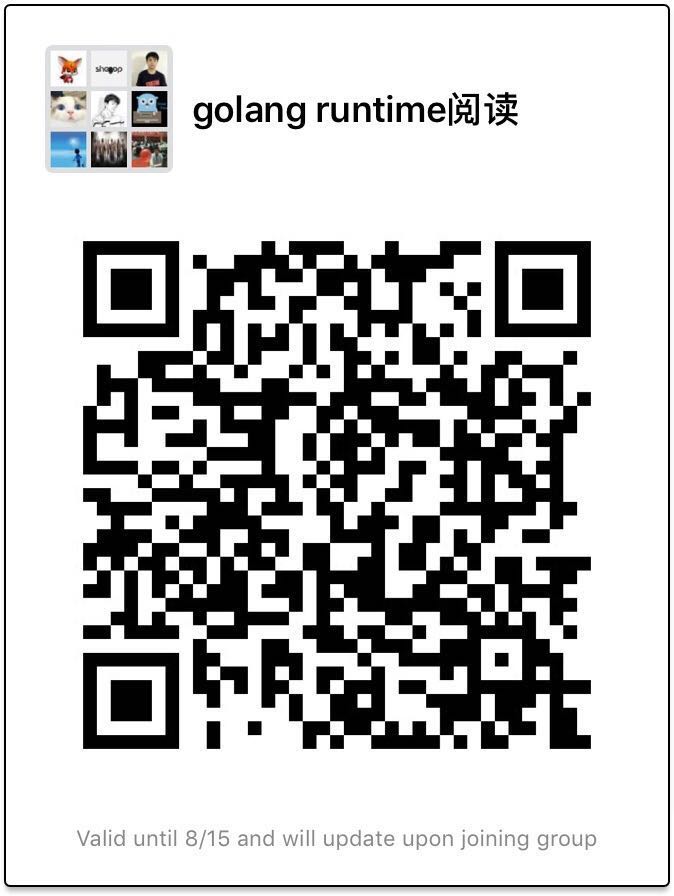 golang runtime阅读
Valid until 8/15 and will update upon joining group